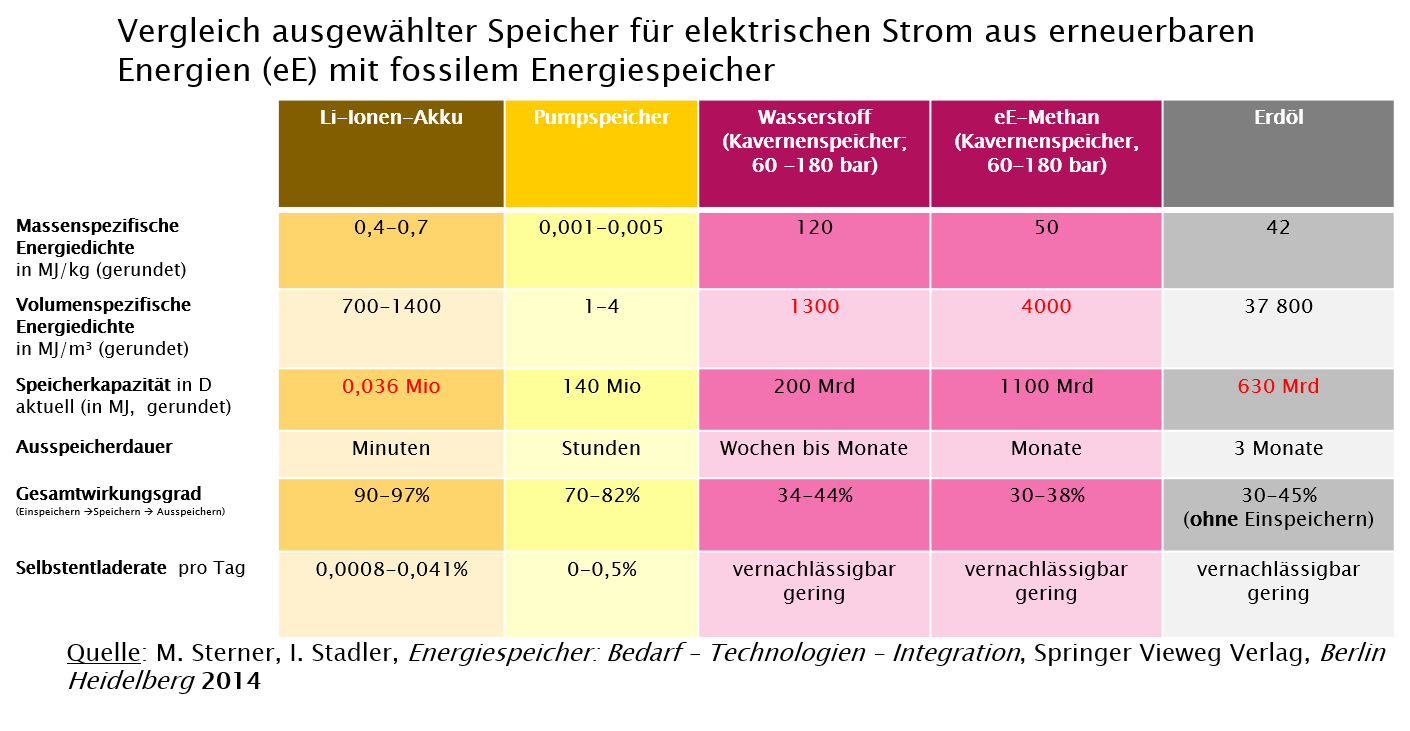 Vergleich ausgewählter Speicher für elektrischen Strom aus erneuerbaren
Energien (eE) mit fossilem Energiespeicher
Li-Ionen-Akku
Pumpspeicher
Wasserstoff
(Kavernenspeicher;
60 -180 bar)
eE-Methan
(Kavernenspeicher,
60-180 bar)
Erdöl
Massenspezifische
Energiedichte
in MJ/kg (gerundet)
0,4-0,7
0,001-0,005
120
50
42
Volumenspezifische
Energiedichte
in MJ/m³ (gerundet)
700-1400
1-4
1300
4000
37 800
Speicherkapazität in D
aktuell (in MJ, gerundet)
0,036 Mio
140 Mio
200 Mrd
1100 Mrd
630 Mrd
Ausspeicherdauer
Minuten
Stunden
Wochen bis Monate
Monate
3 Monate
Gesamtwirkungsgrad
(Einspeichern →Speichern → Ausspeichern)
90-97%
70-82%
34-44%
30-38%
30-45%
(ohne Einspeichern)
Selbstentladerate pro Tag
0,0008-0,041%
0-0,5%
vernachlässigbar
gering
vernachlässigbar
gering
vernachlässigbar
gering
Quelle: M. Sterner, I. Stadler, Energiespeicher: Bedarf – Technologien – Integration, Springer Vieweg Verlag, Berlin
Heidelberg 2014